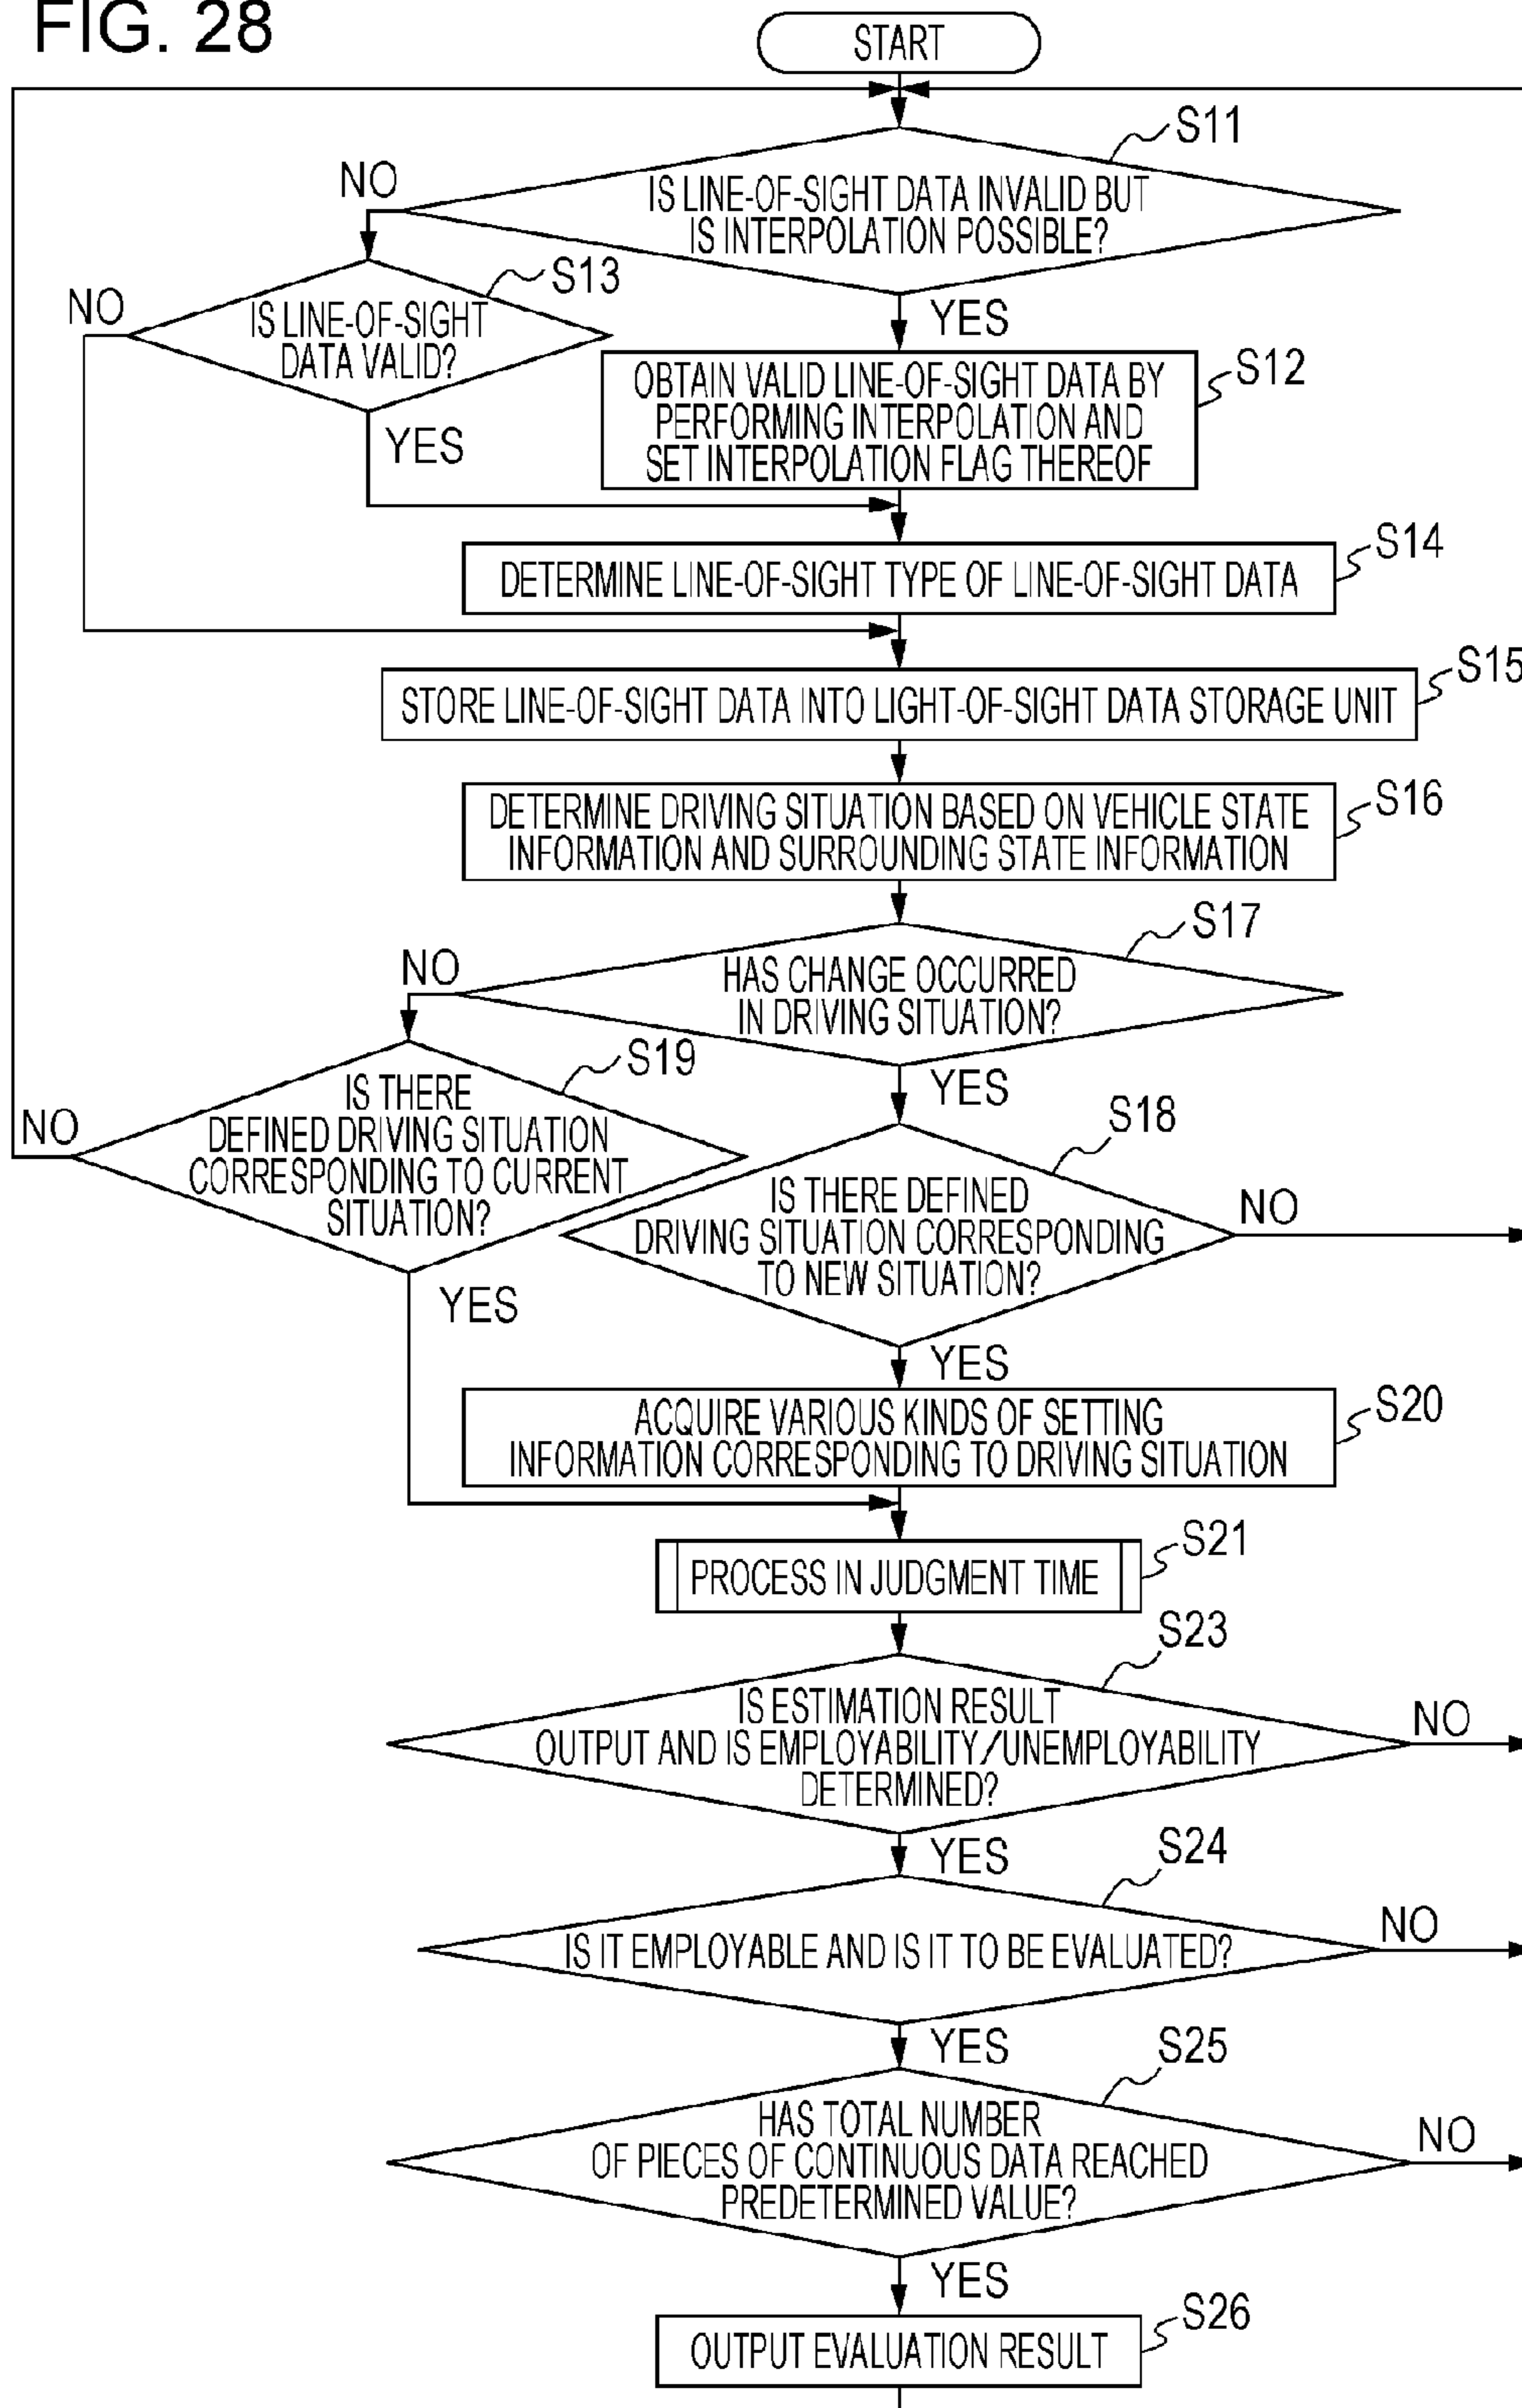 FIG. 28
START
S11
NO
IS LINE-OF-SIGHT DATA INVALID BUT
IS INTERPOLATION POSSIBLE?
S13
NO
IS LINE-OF-SIGHT
DATA VALID?
YES
S12
OBTAIN VALID LINE-OF-SIGHT DATA BY
PERFORMING INTERPOLATION AND
SET INTERPOLATION FLAG THEREOF
YES
S14
DETERMINE LINE-OF-SIGHT TYPE OF LINE-OF-SIGHT DATA
S15
STORE LINE-OF-SIGHT DATA INTO LIGHT-OF-SIGHT DATA STORAGE UNIT
S16
DETERMINE DRIVING SITUATION BASED ON VEHICLE STATE
INFORMATION AND SURROUNDING STATE INFORMATION
S17
NO
HAS CHANGE OCCURRED
IN DRIVING SITUATION?
S19
YES
NO
IS THERE
DEFINED DRIVING SITUATION
CORRESPONDING TO CURRENT
SITUATION?
S18
IS THERE DEFINED
DRIVING SITUATION CORRESPONDING
TO NEW SITUATION?
NO
YES
YES
S20
ACQUIRE VARIOUS KINDS OF SETTING
INFORMATION CORRESPONDING TO DRIVING SITUATION
S21
PROCESS IN JUDGMENT TIME
S23
IS ESTIMATION RESULT
OUTPUT AND IS EMPLOYABILITY/UNEMPLOYABILITY
DETERMINED?
NO
YES
S24
IS IT EMPLOYABLE AND IS IT TO BE EVALUATED?
NO
YES
S25
HAS TOTAL NUMBER
OF PIECES OF CONTINUOUS DATA REACHED
PREDETERMINED VALUE?
NO
YES
S26
OUTPUT EVALUATION RESULT